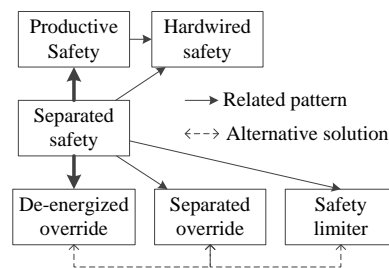 Productive
Safety
Hardwired
safety
Related pattern
Separated
safety
Alternative solution
De-energized
override
Separated
override
Safety
limiter